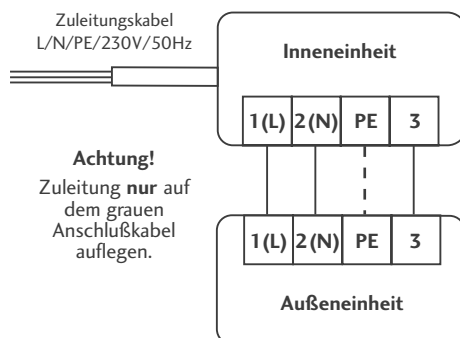 Zuleitungskabel
L/N/PE/230V/50Hz
Inneneinheit
1(L) 2(N) PE 3
Achtung!
Zuleitung nur auf
dem grauen
Anschlußkabel
auflegen.
1(L) 2(N) PE 3
Außeneinheit